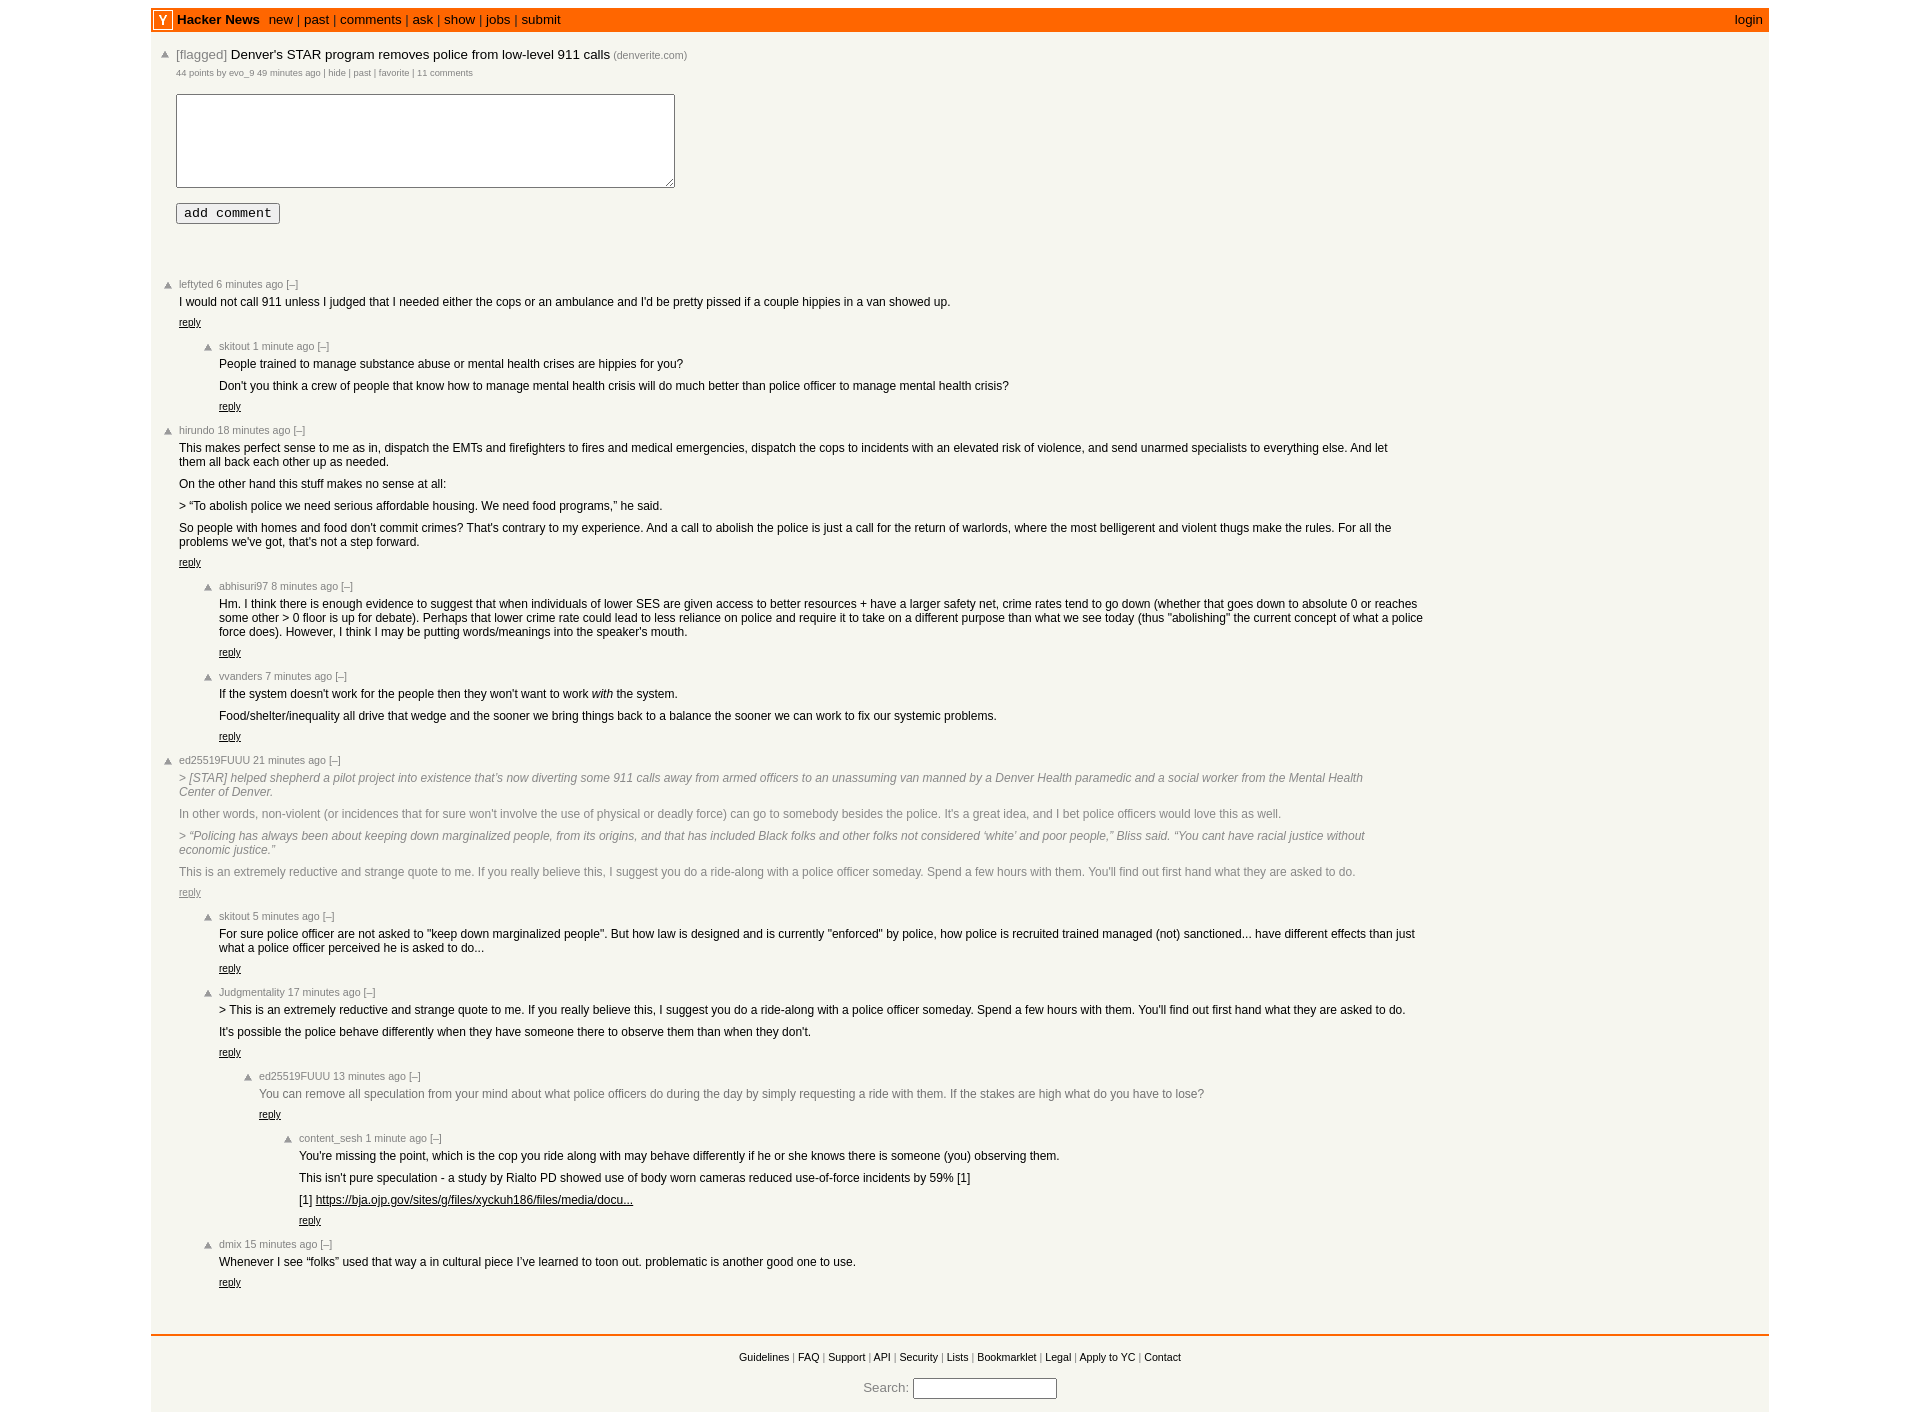 Y Hacker News new | past | comments | ask | show | jobs | submit login
[flagged] Denver's STAR program removes police from low-level 911 calls (denverite.com)
44 points by evo_9 49 minutes ago | hide | past | favorite | 11 comments
add comment
leftyted 6 minutes ago [–]
I would not call 911 unless I judged that I needed either the cops or an ambulance and I'd be pretty pissed if a couple hippies in a van showed up.
reply
skitout 1 minute ago [–]
People trained to manage substance abuse or mental health crises are hippies for you?
Don't you think a crew of people that know how to manage mental health crisis will do much better than police officer to manage mental health crisis?
reply
hirundo 18 minutes ago [–]
This makes perfect sense to me as in, dispatch the EMTs and firefighters to fires and medical emergencies, dispatch the cops to incidents with an elevated risk of violence, and send unarmed specialists to everything else. And let
them all back each other up as needed.
On the other hand this stuff makes no sense at all:
> “To abolish police we need serious affordable housing. We need food programs,” he said.
So people with homes and food don't commit crimes? That's contrary to my experience. And a call to abolish the police is just a call for the return of warlords, where the most belligerent and violent thugs make the rules. For all the
problems we've got, that's not a step forward.
reply
abhisuri97 8 minutes ago [–]
Hm. I think there is enough evidence to suggest that when individuals of lower SES are given access to better resources + have a larger safety net, crime rates tend to go down (whether that goes down to absolute 0 or reaches
some other > 0 floor is up for debate). Perhaps that lower crime rate could lead to less reliance on police and require it to take on a different purpose than what we see today (thus "abolishing" the current concept of what a police
force does). However, I think I may be putting words/meanings into the speaker's mouth.
reply
vvanders 7 minutes ago [–]
If the system doesn't work for the people then they won't want to work with the system.
Food/shelter/inequality all drive that wedge and the sooner we bring things back to a balance the sooner we can work to fix our systemic problems.
reply
ed25519FUUU 21 minutes ago [–]
> [STAR] helped shepherd a pilot project into existence that’s now diverting some 911 calls away from armed officers to an unassuming van manned by a Denver Health paramedic and a social worker from the Mental Health
Center of Denver.
In other words, non-violent (or incidences that for sure won't involve the use of physical or deadly force) can go to somebody besides the police. It's a great idea, and I bet police officers would love this as well.
> “Policing has always been about keeping down marginalized people, from its origins, and that has included Black folks and other folks not considered ‘white’ and poor people,” Bliss said. “You cant have racial justice without
economic justice.”
This is an extremely reductive and strange quote to me. If you really believe this, I suggest you do a ride-along with a police officer someday. Spend a few hours with them. You'll find out first hand what they are asked to do.
reply
skitout 5 minutes ago [–]
For sure police officer are not asked to "keep down marginalized people". But how law is designed and is currently "enforced" by police, how police is recruited trained managed (not) sanctioned... have different effects than just
what a police officer perceived he is asked to do...
reply
Judgmentality 17 minutes ago [–]
> This is an extremely reductive and strange quote to me. If you really believe this, I suggest you do a ride-along with a police officer someday. Spend a few hours with them. You'll find out first hand what they are asked to do.
It's possible the police behave differently when they have someone there to observe them than when they don't.
reply
ed25519FUUU 13 minutes ago [–]
You can remove all speculation from your mind about what police officers do during the day by simply requesting a ride with them. If the stakes are high what do you have to lose?
reply
content_sesh 1 minute ago [–]
You're missing the point, which is the cop you ride along with may behave differently if he or she knows there is someone (you) observing them.
This isn't pure speculation - a study by Rialto PD showed use of body worn cameras reduced use-of-force incidents by 59% [1]
[1] https://bja.ojp.gov/sites/g/files/xyckuh186/files/media/docu...
reply
dmix 15 minutes ago [–]
Whenever I see “folks” used that way a in cultural piece I’ve learned to toon out. problematic is another good one to use.
reply
Guidelines | FAQ | Support | API | Security | Lists | Bookmarklet | Legal | Apply to YC | Contact
Search: